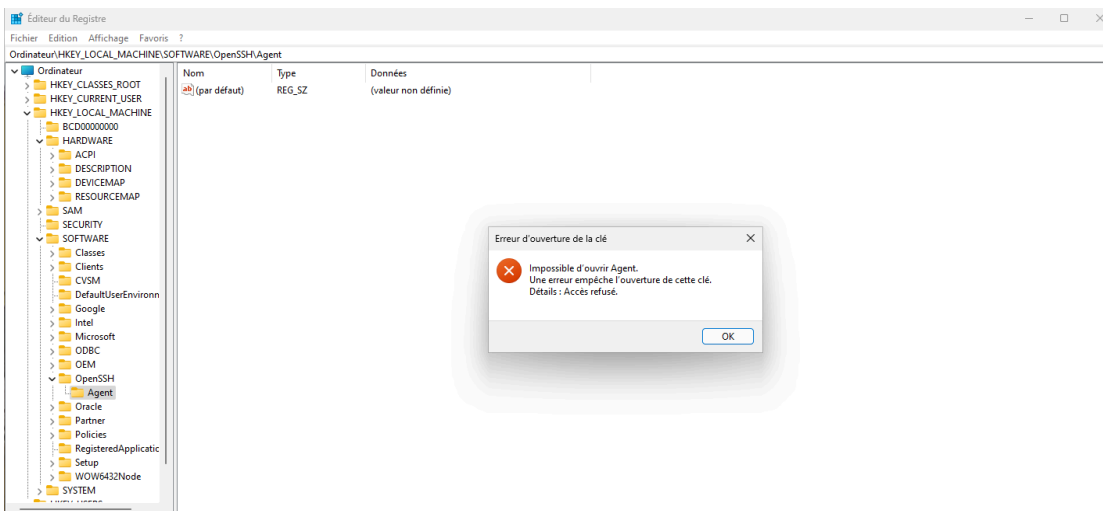 Éditeur du Registre
Fichier Edition Affichage Favoris ?
Ordinateur\HKEY_LOCAL_MACHINE\SOFTWARE\OpenSSH\Agent
Ordinateur
HKEY_CLASSES_ROOT
HKEY_CURRENT_USER
HKEY_LOCAL_MACHINE
BCD00000000
HARDWARE
ACPI
DESCRIPTION
DEVICEMAP
RESOURCEMAP
SAM
SECURITY
SOFTWARE
Classes
Clients
CVSM
DefaultUserEnvironn
Google
Intel
Microsoft
ODBC
OEM
OpenSSH
Agent
Oracle
Partner
Policies
RegisteredApplicatic
Setup
WOW6432Node
SYSTEM
Nom Type Données
ab (par défaut) REG_SZ (valeur non définie)
Erreur d'ouverture de la clé
Impossible d'ouvrir Agent.
Une erreur empêche l'ouverture de cette clé.
Détails : Accès refusé.
OK